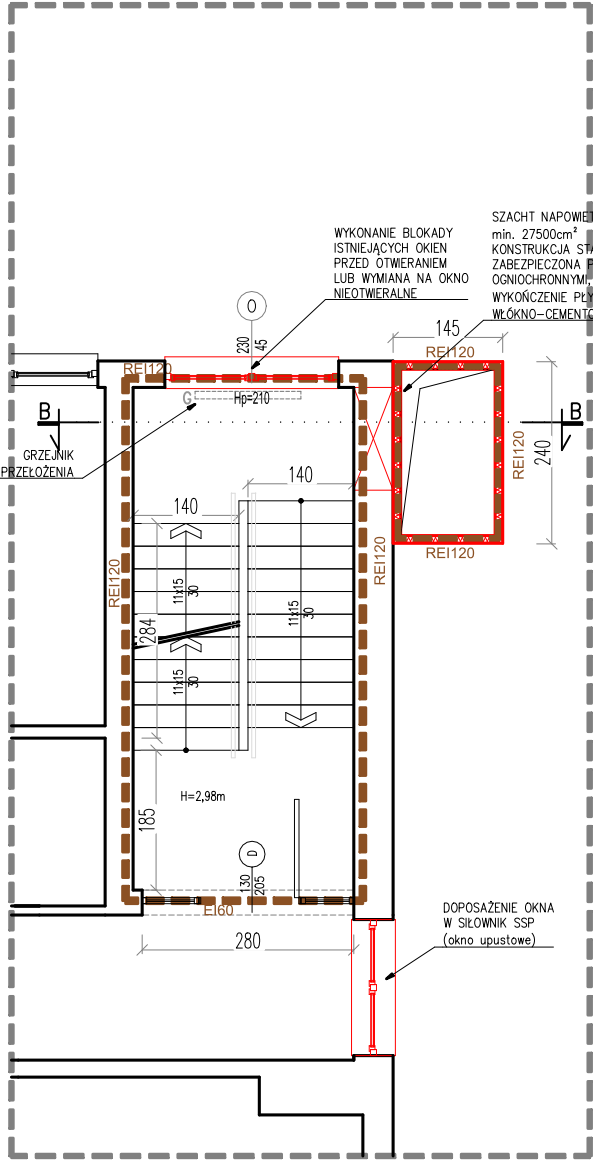 WYKONANIE BLOKADY
ISTNIEJĄCYCH OKIEN
PRZED OTWIERANIEM
LUB WYMIANA NA OKNO
NIEOTWIERALNE
SZACHT NAPOWIET
min. 27500cm²
KONSTRUKCJA STA
ZABEZPIECZONA P
OGNIOCHRONNYMI,
WYKOŃCZENIE PŁY
WŁÓKNO-CEMENTO
O
230
45
145
REI120
REI120
G
Hp=210
B
B
GRZEJNIK
PRZEŁOŻENIA
240
REI120
140
140
REI120
REI120
REI120
11x15
30
11x15
30
284
11x15
30
H=2,98m
185
D
130
205
EI60
280
DOPOSAŻENIE OKNA
W SIŁOWNIK SSP
(okno upustowe)